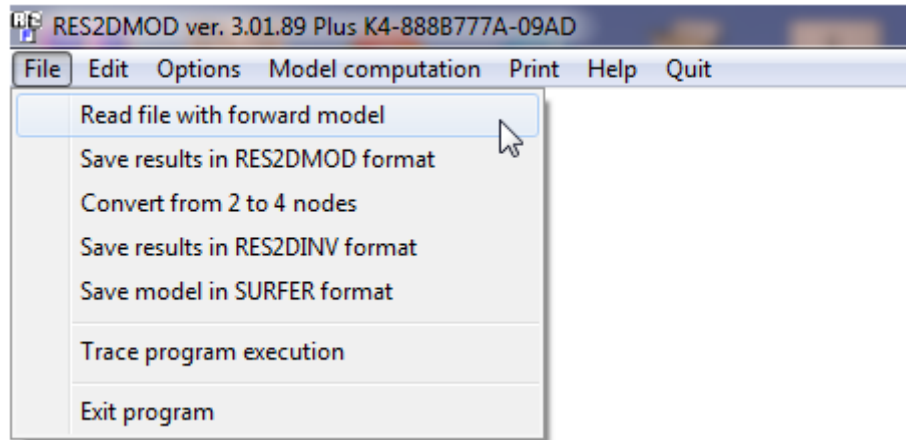 RES2DMOD ver. 3.01.89 Plus K4-888B777A-09AD
File Edit Options Model computation Print Help Quit
Read file with forward model
Save results in RES2DMOD format
Convert from 2 to 4 nodes
Save results in RES2DINV format
Save model in SURFER format
Trace program execution
Exit program